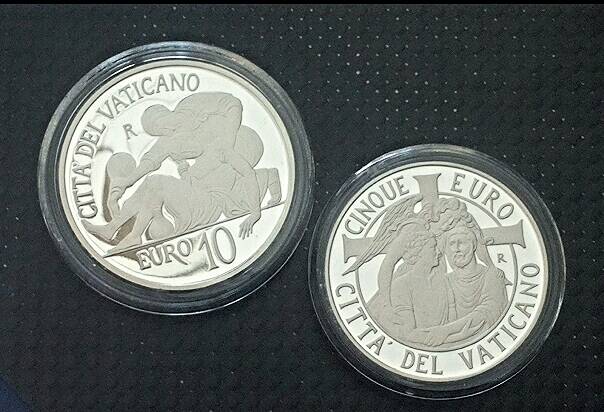 CITTA' DEL VATICANO
R
EURO 10
CINQUE EURO
R
CITTA' DEL VATICANO